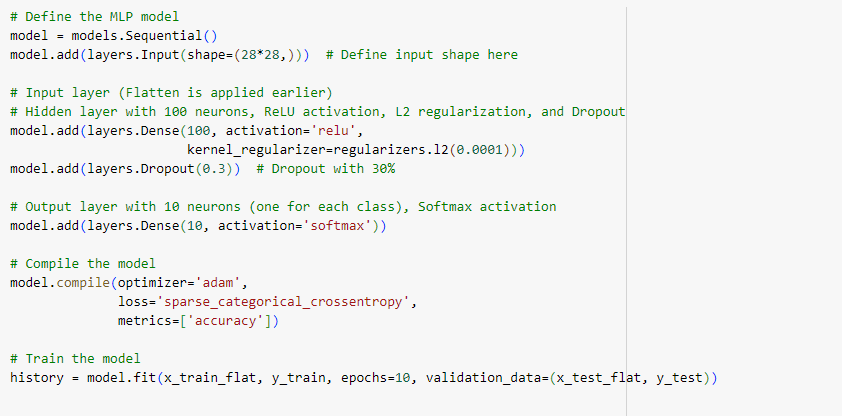 # Define the MLP model
model = models.Sequential()
model.add(layers.Input(shape=(28*28,)))  # Define input shape here

# Input layer (Flatten is applied earlier)
# Hidden layer with 100 neurons, ReLU activation, L2 regularization, and Dropout
model.add(layers.Dense(100, activation='relu',
                       kernel_regularizer=regularizers.l2(0.0001)))
model.add(layers.Dropout(0.3))  # Dropout with 30%

# Output layer with 10 neurons (one for each class), Softmax activation
model.add(layers.Dense(10, activation='softmax'))

# Compile the model
model.compile(optimizer='adam',
              loss='sparse_categorical_crossentropy',
              metrics=['accuracy'])

# Train the model
history = model.fit(x_train_flat, y_train, epochs=10, validation_data=(x_test_flat, y_test))